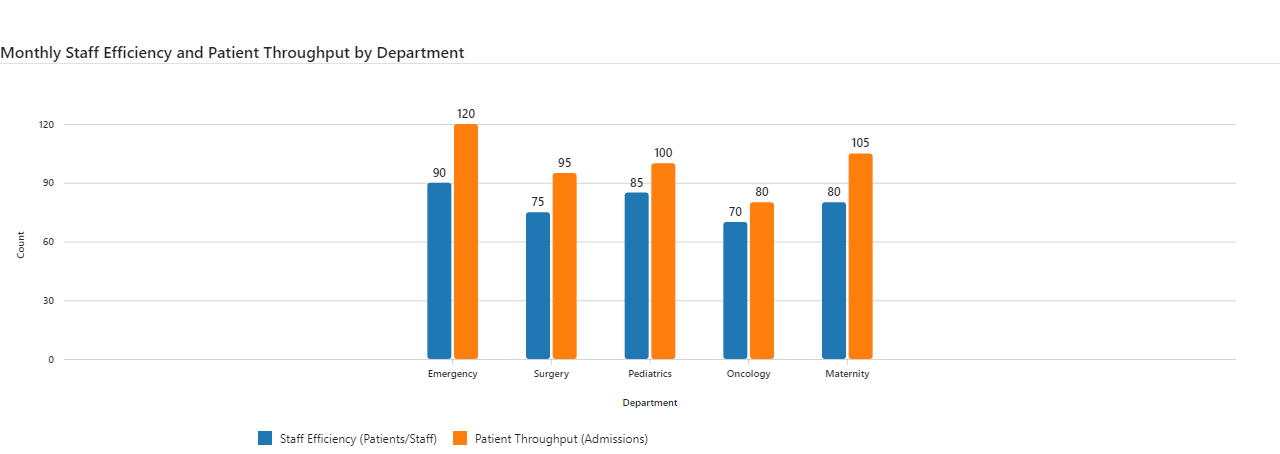 Monthly Staff Efficiency and Patient Throughput by Department
120
120
105
100
95
90
90
85
80
80
75
70
60
30
0
Count
Emergency
Surgery
Pediatrics
Oncology
Maternity
Department
Staff Efficiency (Patients/Staff)
Patient Throughput (Admissions)